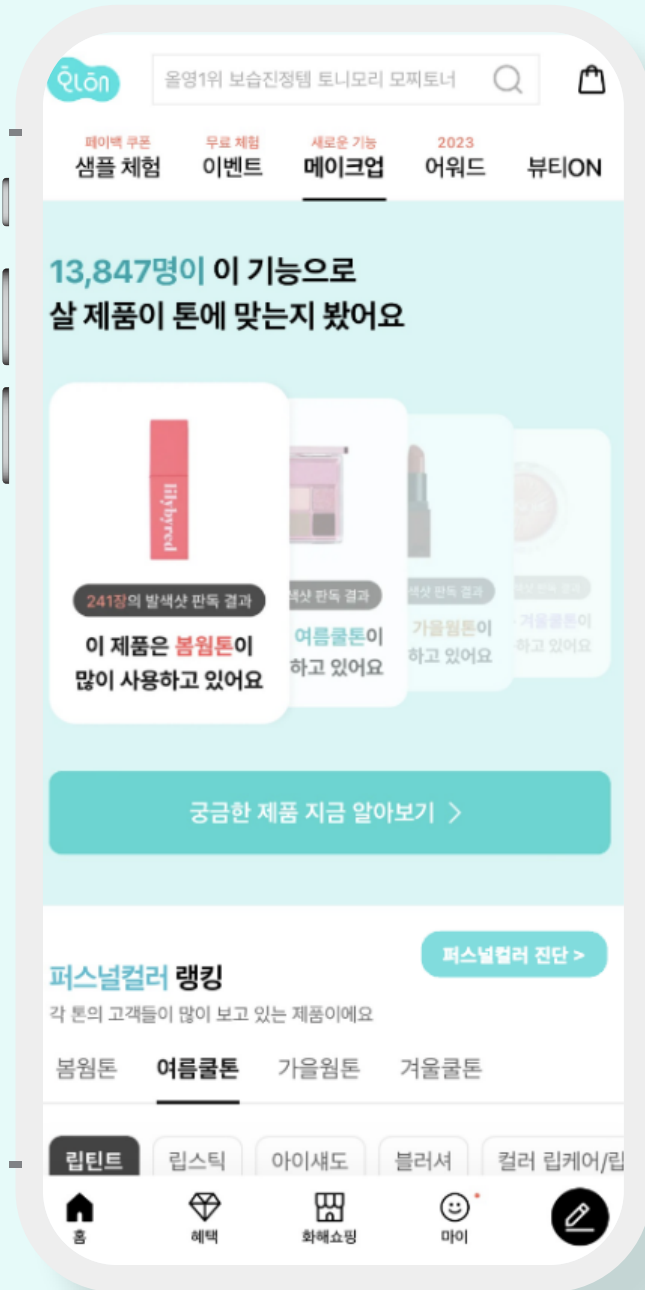 올영1위 보습진정템 토니모리 모찌토너
페이백 쿠폰 무료 체험 새로운 기능 2023
샘플 체험 이벤트 메이크업 어워드 뷰티ON
13,847명이 이 기능으로
살 제품이 톤에 맞는지 봤어요
lilybyred
241장의 발색샷 판독 결과
이 제품은 봄웜톤이
많이 사용하고 있어요
색샷 판독 결과
여름쿨톤이
하고 있어요
색샷 판독 결과
가을웜톤이
하고 있어요
겨울쿨톤이
하고 있어요
궁금한 제품 지금 알아보기 >
퍼스널컬러 진단 >
퍼스널컬러 랭킹
각 톤의 고객들이 많이 보고 있는 제품이에요
봄웜톤 여름쿨톤 가을웜톤 겨울쿨톤
립틴트 립스틱 아이섀도 블러셔 컬러 립케어/립
홈 혜택 화해쇼핑 마이